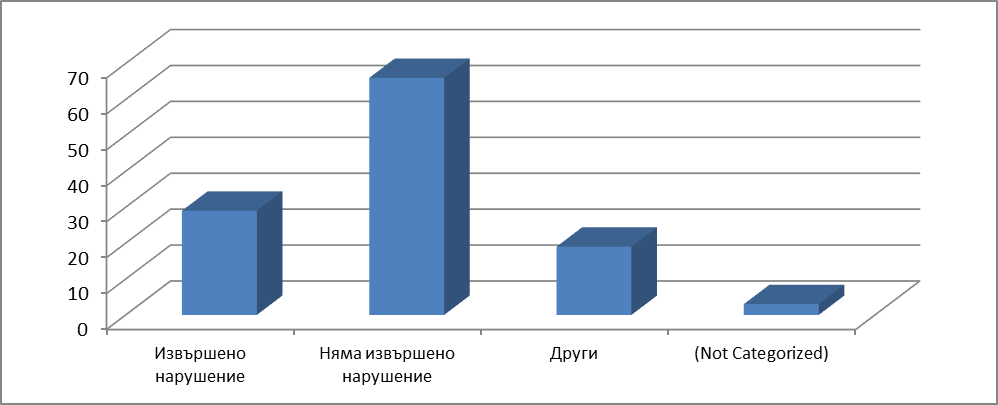 70
60
50
40
30
20
10
0
Извършено
нарушение
Няма извършено
нарушение
Други
(Not Categorized)